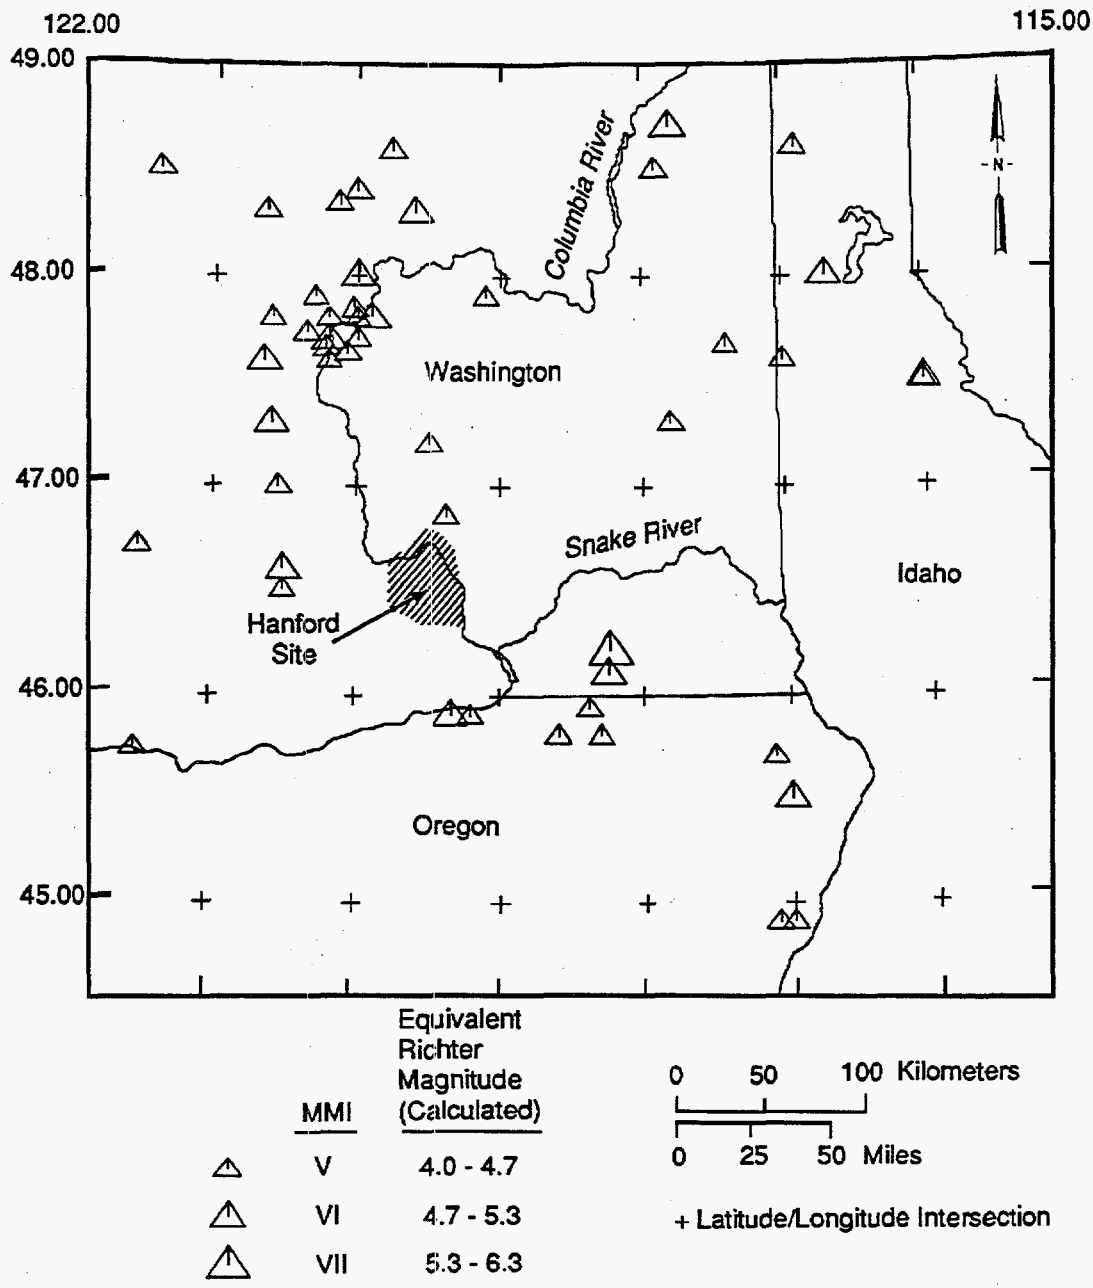 122.00
115.00
49.00
Columbia River
-N-
48.00
Washington
47.00
Snake River
Idaho
Hanford
Site
46.00
Oregon
45.00
Equivalent
Richter
Magnitude
MMI (Calculated)
V 4.0 - 4.7
VI 4.7 - 5.3
VII 5.3 - 6.3
0 50 100 Kilometers
0 25 50 Miles
+ Latitude/Longitude Intersection